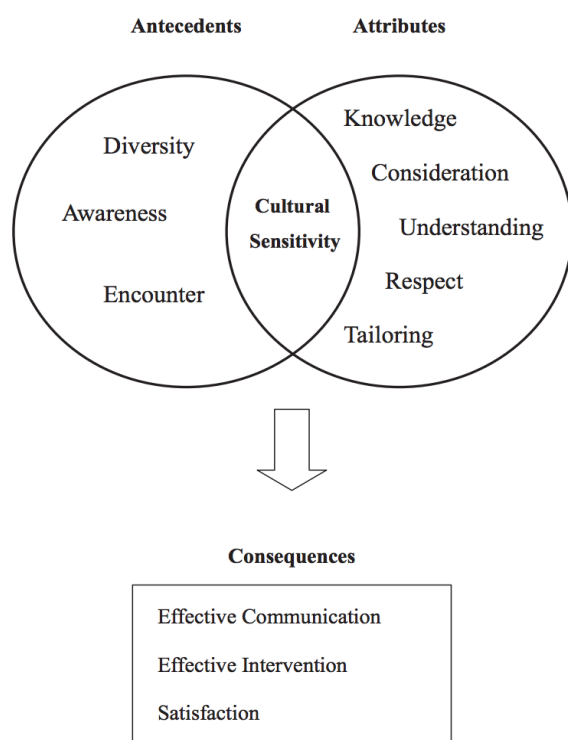 Antecedents
Attributes
Diversity
Awareness
Encounter
Cultural
Sensitivity
Knowledge
Consideration
Understanding
Respect
Tailoring
Consequences
Effective Communication
Effective Intervention
Satisfaction